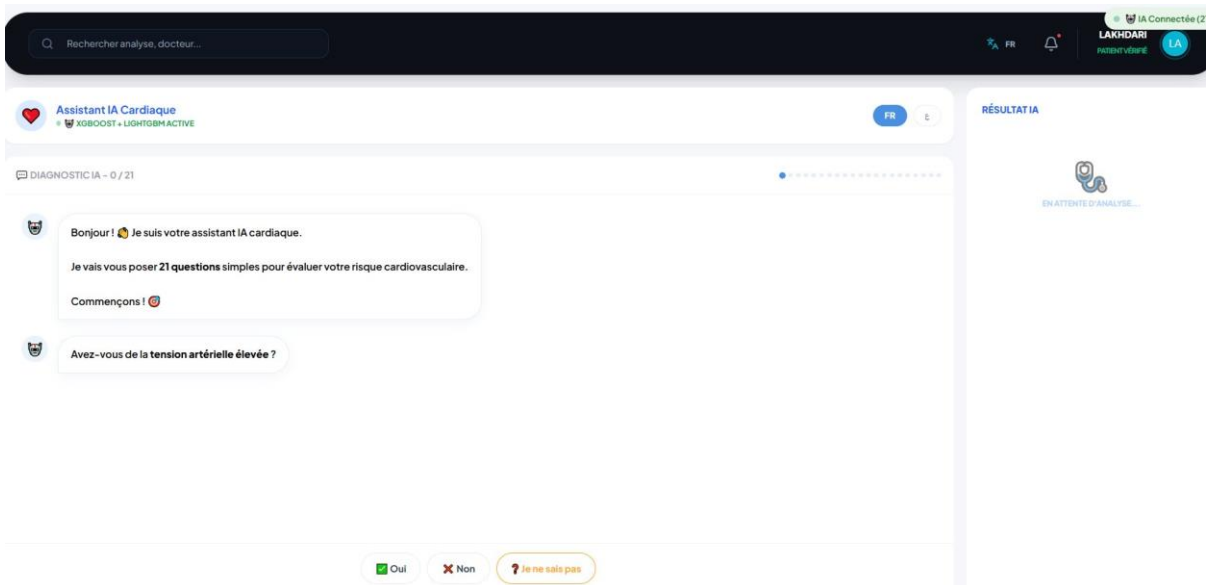 IA Connectée (2
Rechercher analyse, docteur...
FR
LAKHDARI
PATIENT VÉRIFIÉ
LA
Assistant IA Cardiaque
XGBOOST + LIGHTGBM ACTIVE
FR
ع
RÉSULTAT IA
DIAGNOSTIC IA – 0 / 21
EN ATTENTE D'ANALYSE...
Bonjour ! Je suis votre assistant IA cardiaque.
Je vais vous poser 21 questions simples pour évaluer votre risque cardiovasculaire.
Commençons !
Avez-vous de la tension artérielle élevée ?
Oui
Non
Je ne sais pas